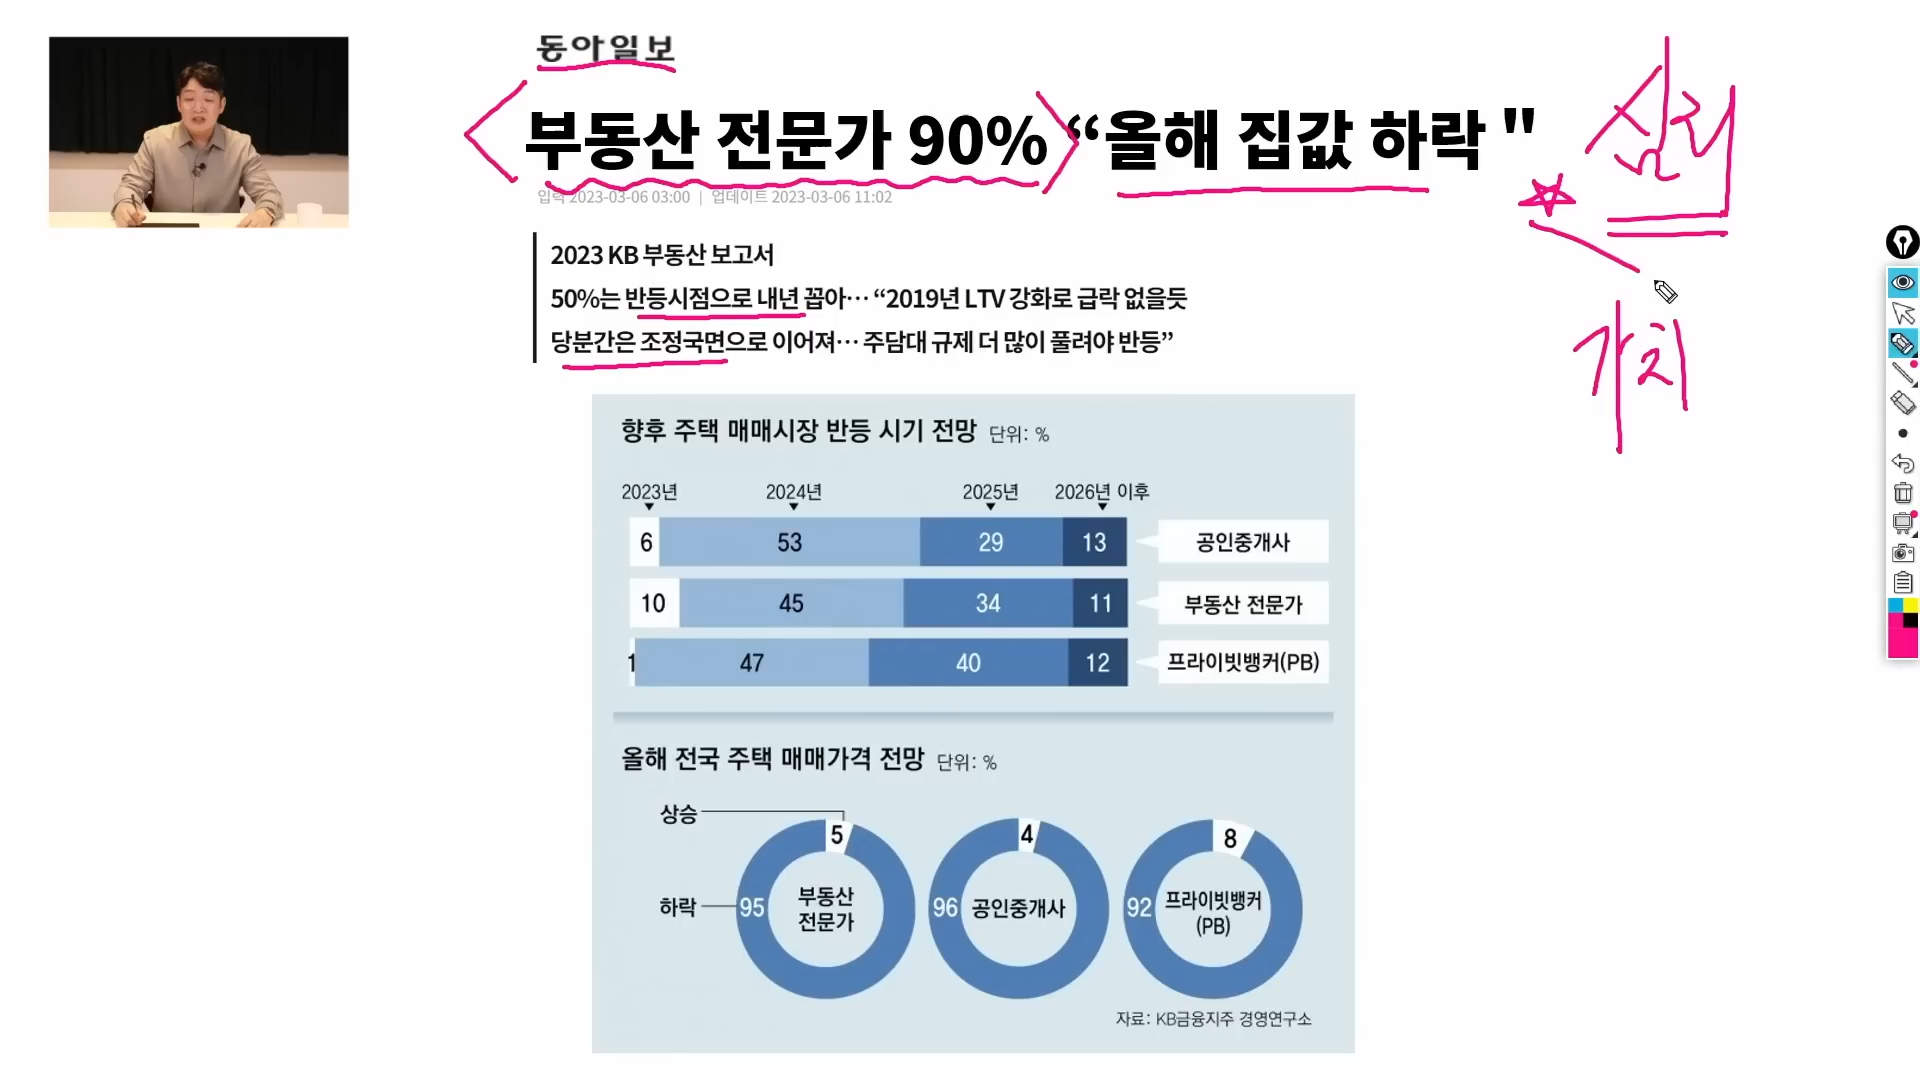 동아일보
부동산 전문가 90% “올해 집값 하락"
입력 2023-03-06 03:00 | 업데이트 2023-03-06 11:02
2023 KB 부동산 보고서
50%는 반등시점으로 내년 꼽아… “2019년 LTV 강화로 급락 없을듯
당분간은 조정국면으로 이어져… 주담대 규제 더 많이 풀려야 반등”
심리
가치
향후 주택 매매시장 반등 시기 전망 단위: %
2023년 2024년 2025년 2026년 이후
6 53 29 13 공인중개사
10 45 34 11 부동산 전문가
1 47 40 12 프라이빗뱅커(PB)
올해 전국 주택 매매가격 전망 단위: %
상승 5 4 8
하락 95 부동산 전문가 96 공인중개사 92 프라이빗뱅커 (PB)
자료: KB금융지주 경영연구소